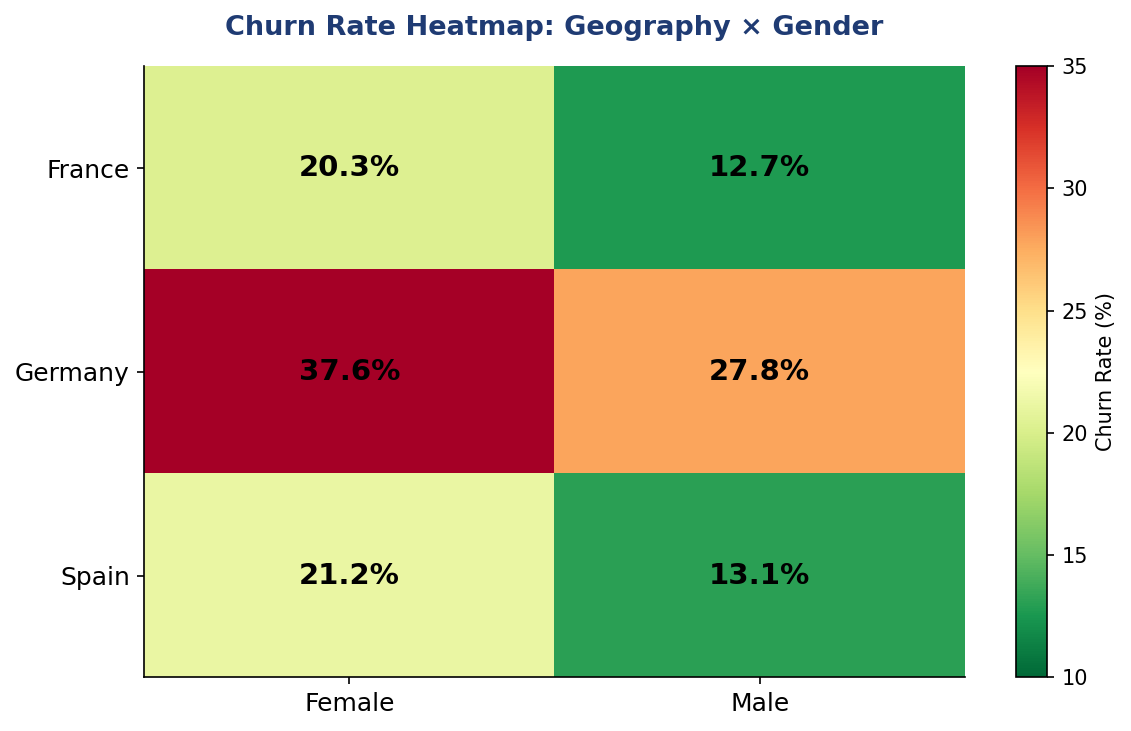 Churn Rate Heatmap: Geography × Gender
France
20.3%
12.7%
Germany
37.6%
27.8%
Spain
21.2%
13.1%
Female
Male
35
30
25
20
15
10
Churn Rate (%)